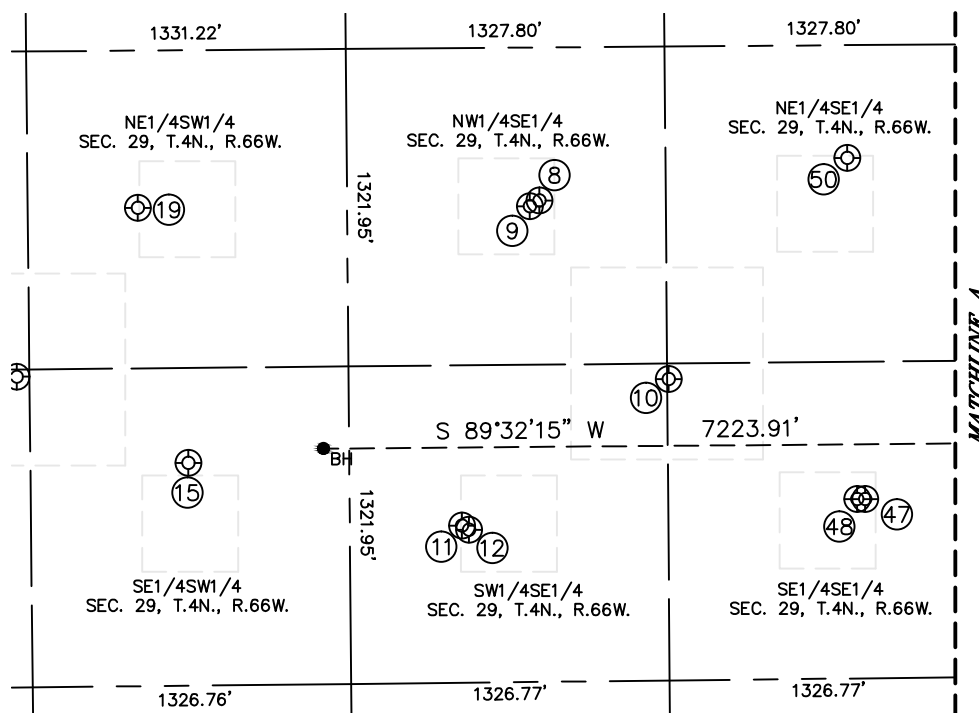 1331.22'
1327.80'
1327.80'
NE1/4SW1/4
SEC. 29, T.4N., R.66W.
NW1/4SE1/4
SEC. 29, T.4N., R.66W.
NE1/4SE1/4
SEC. 29, T.4N., R.66W.
8
50
19
9
1321.95'
MATCHLINE
10
S 89°32'15" W 7223.91'
BH
15
1321.95'
11
12
48
47
SE1/4SW1/4
SEC. 29, T.4N., R.66W.
SW1/4SE1/4
SEC. 29, T.4N., R.66W.
SE1/4SE1/4
SEC. 29, T.4N., R.66W.
1326.76'
1326.77'
1326.77'